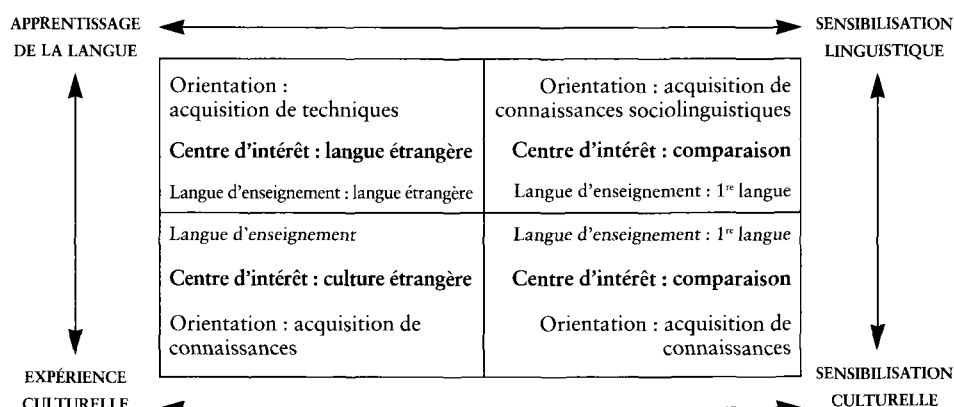 APPRENTISSAGE
DE LA LANGUE
SENSIBILISATION
LINGUISTIQUE
Orientation :
acquisition de techniques
Centre d'intérêt : langue étrangère
Langue d'enseignement : langue étrangère
Orientation : acquisition de
connaissances sociolinguistiques
Centre d'intérêt : comparaison
Langue d'enseignement : 1re langue
Langue d'enseignement
Centre d'intérêt : culture étrangère
Orientation : acquisition de
connaissances
Langue d'enseignement : 1re langue
Centre d'intérêt : comparaison
Orientation : acquisition de
connaissances
EXPÉRIENCE
CULTURELLE
SENSIBILISATION
CULTURELLE